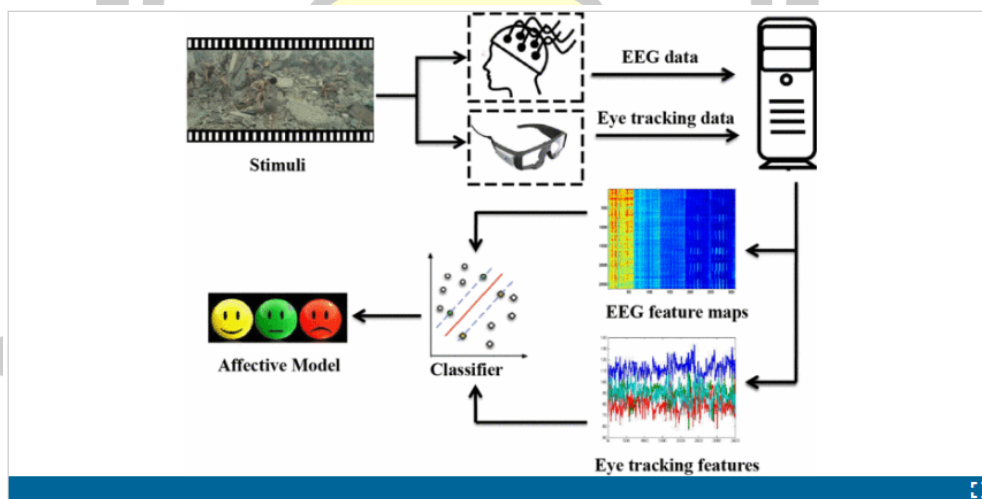 EEG data
Eye tracking data
Stimuli
EEG feature maps
Affective Model
Classifier
Eye tracking features